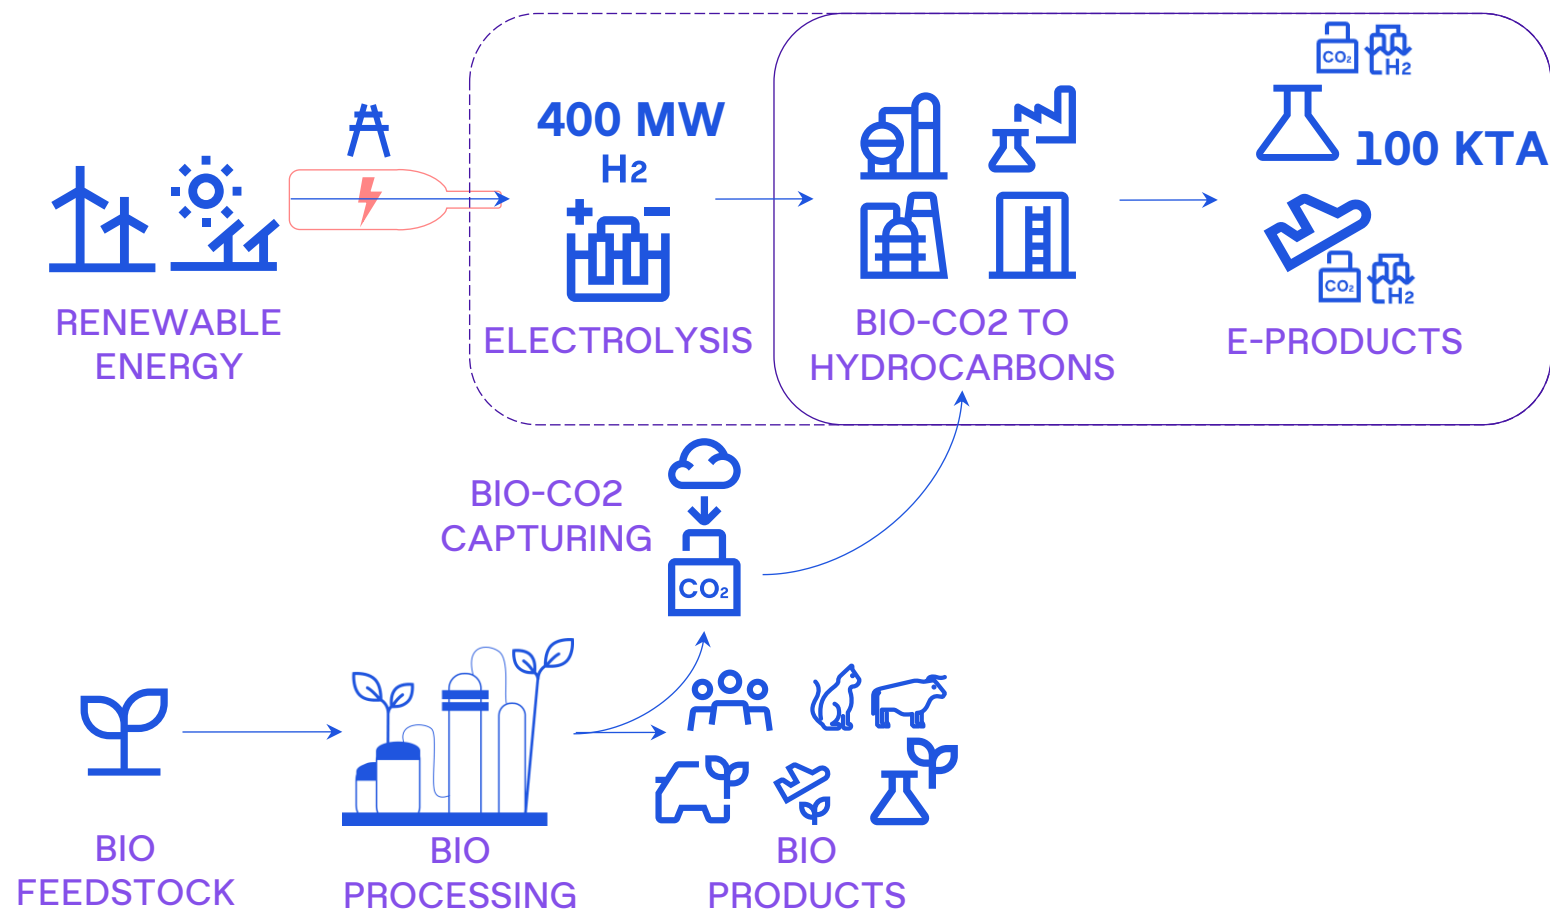 CO₂
H2
400 MW
H2
100 KTA
CO₂
H2
RENEWABLE
ENERGY
ELECTROLYSIS
BIO-CO2 TO
HYDROCARBONS
E-PRODUCTS
BIO-CO2
CAPTURING
CO₂
BIO
FEEDSTOCK
BIO
PROCESSING
BIO
PRODUCTS